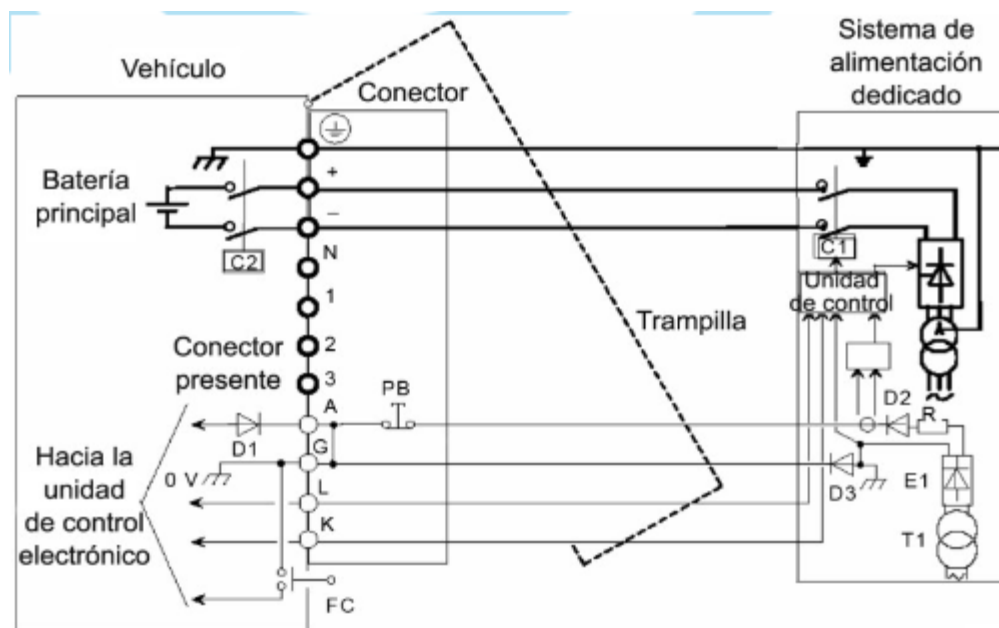 Vehículo
Conector
Sistema de
alimentación
dedicado
Batería
principal
+
–
C2
C1
N
1
2
3
Unidad
de control
Trampilla
Conector
presente
A
PB
D1
G
D2
R
Hacia la
unidad
de control
electrónico
0 V
L
K
D3
E1
T1
FC
A